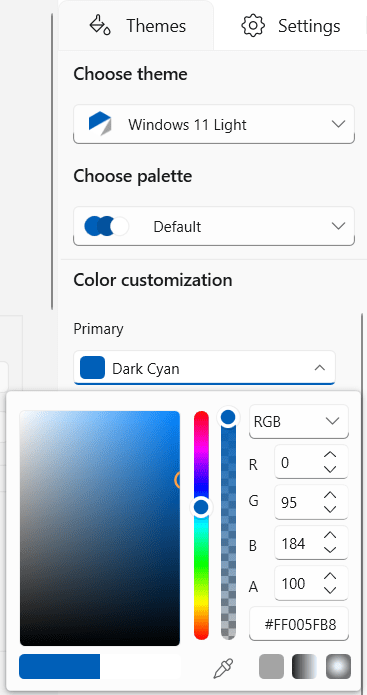 Themes Settings
Choose theme
Windows 11 Light
Choose palette
Default
Color customization
Primary
Dark Cyan
RGB
R 0
G 95
B 184
A 100
#FF005FB8